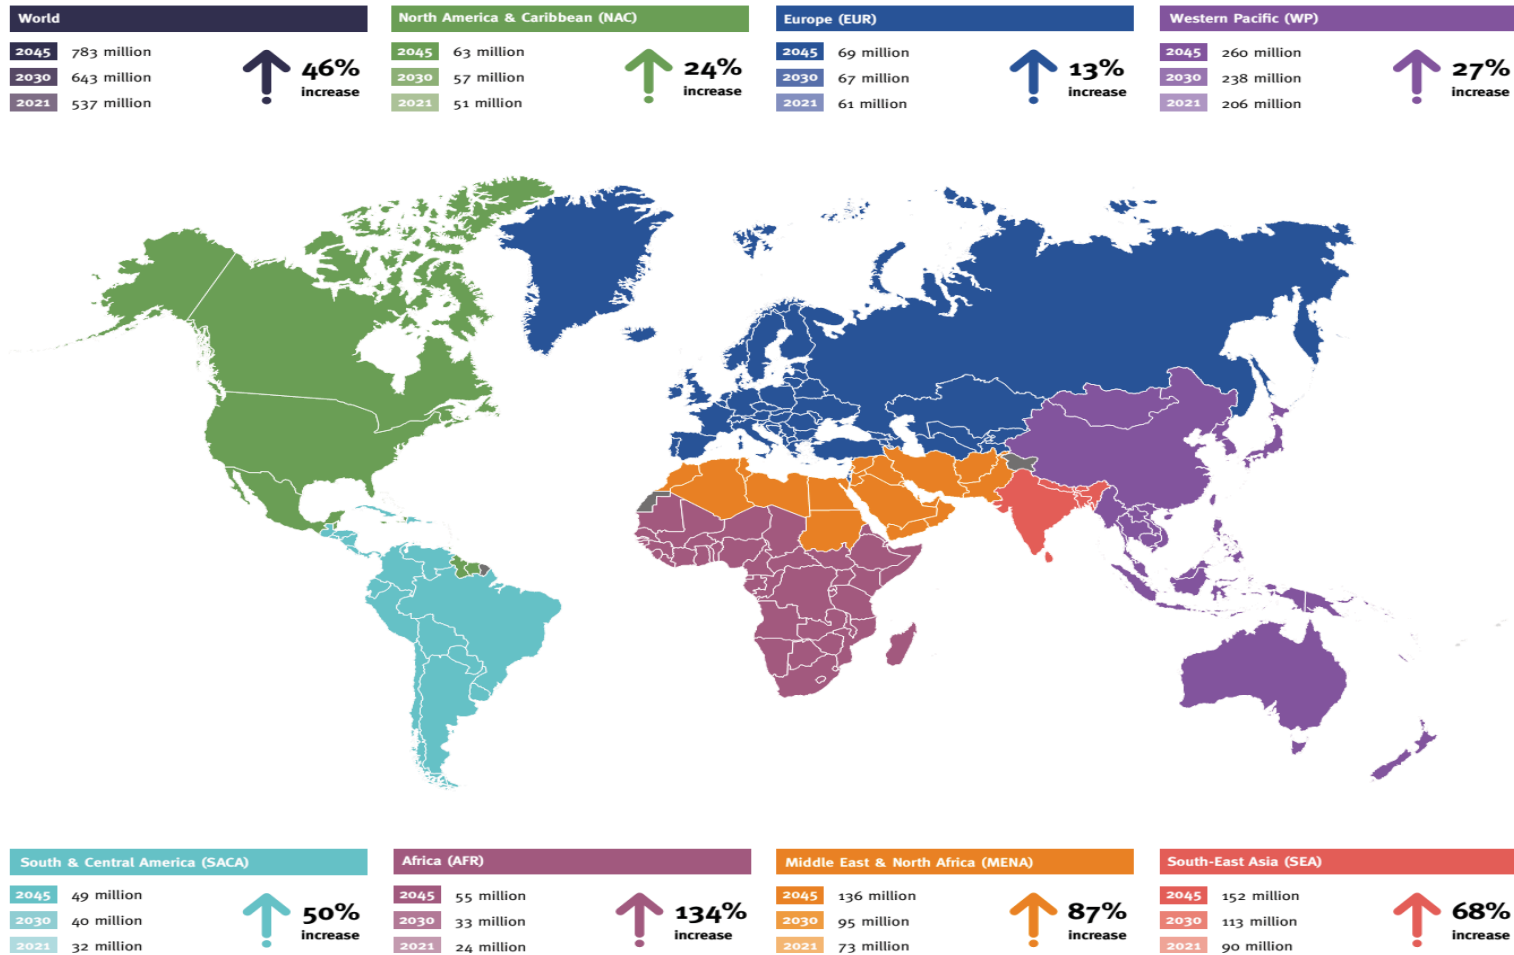 World
2045 783 million
2030 643 million
2021 537 million
46%
increase
North America & Caribbean (NAC)
2045 63 million
2030 57 million
2021 51 million
24%
increase
Europe (EUR)
2045 69 million
2030 67 million
2021 61 million
13%
increase
Western Pacific (WP)
2045 260 million
2030 238 million
2021 206 million
27%
increase
South & Central America (SACA)
2045 49 million
2030 40 million
2021 32 million
50%
increase
Africa (AFR)
2045 55 million
2030 33 million
2021 24 million
134%
increase
Middle East & North Africa (MENA)
2045 136 million
2030 95 million
2021 73 million
87%
increase
South-East Asia (SEA)
2045 152 million
2030 113 million
2021 90 million
68%
increase